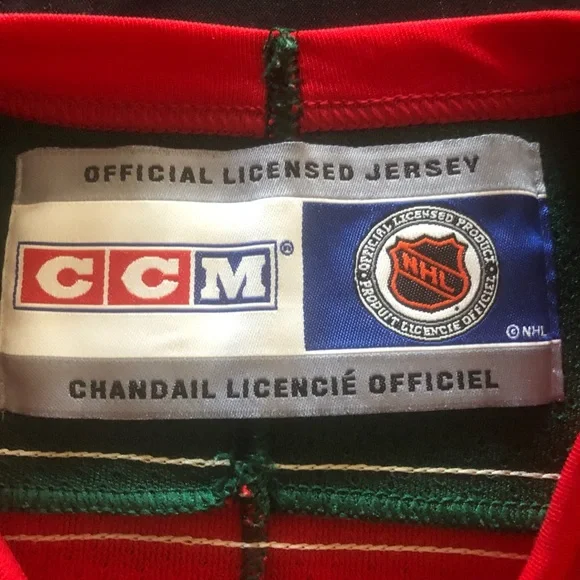 OFFICIAL LICENSED JERSEY
CCM®
OFFICIAL LICENSED PRODUCT
NHL
PRODUIT LICENCIÉ OFFICIEL
© NHL
CHANDAIL LICENCIÉ OFFICIEL